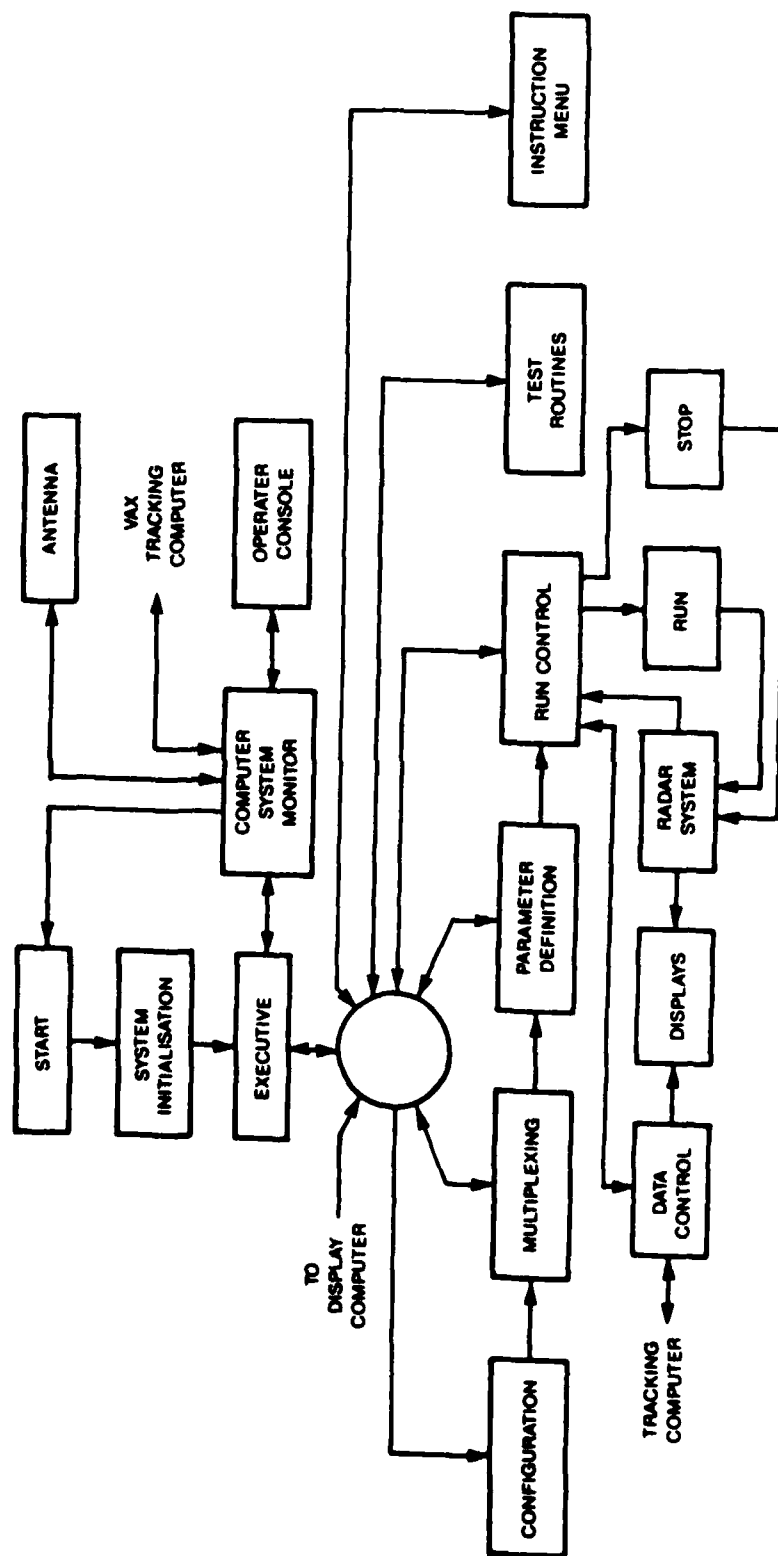 START
SYSTEM
INITIALISATION
EXECUTIVE
COMPUTER
SYSTEM
MONITOR
ANTENNA
VAX
TRACKING
COMPUTER
OPERATER
CONSOLE
TO
DISPLAY
COMPUTER
CONFIGURATION
MULTIPLEXING
PARAMETER
DEFINITION
RUN CONTROL
TEST
ROUTINES
INSTRUCTION
MENU
TRACKING
COMPUTER
DATA
CONTROL
DISPLAYS
RADAR
SYSTEM
RUN
STOP